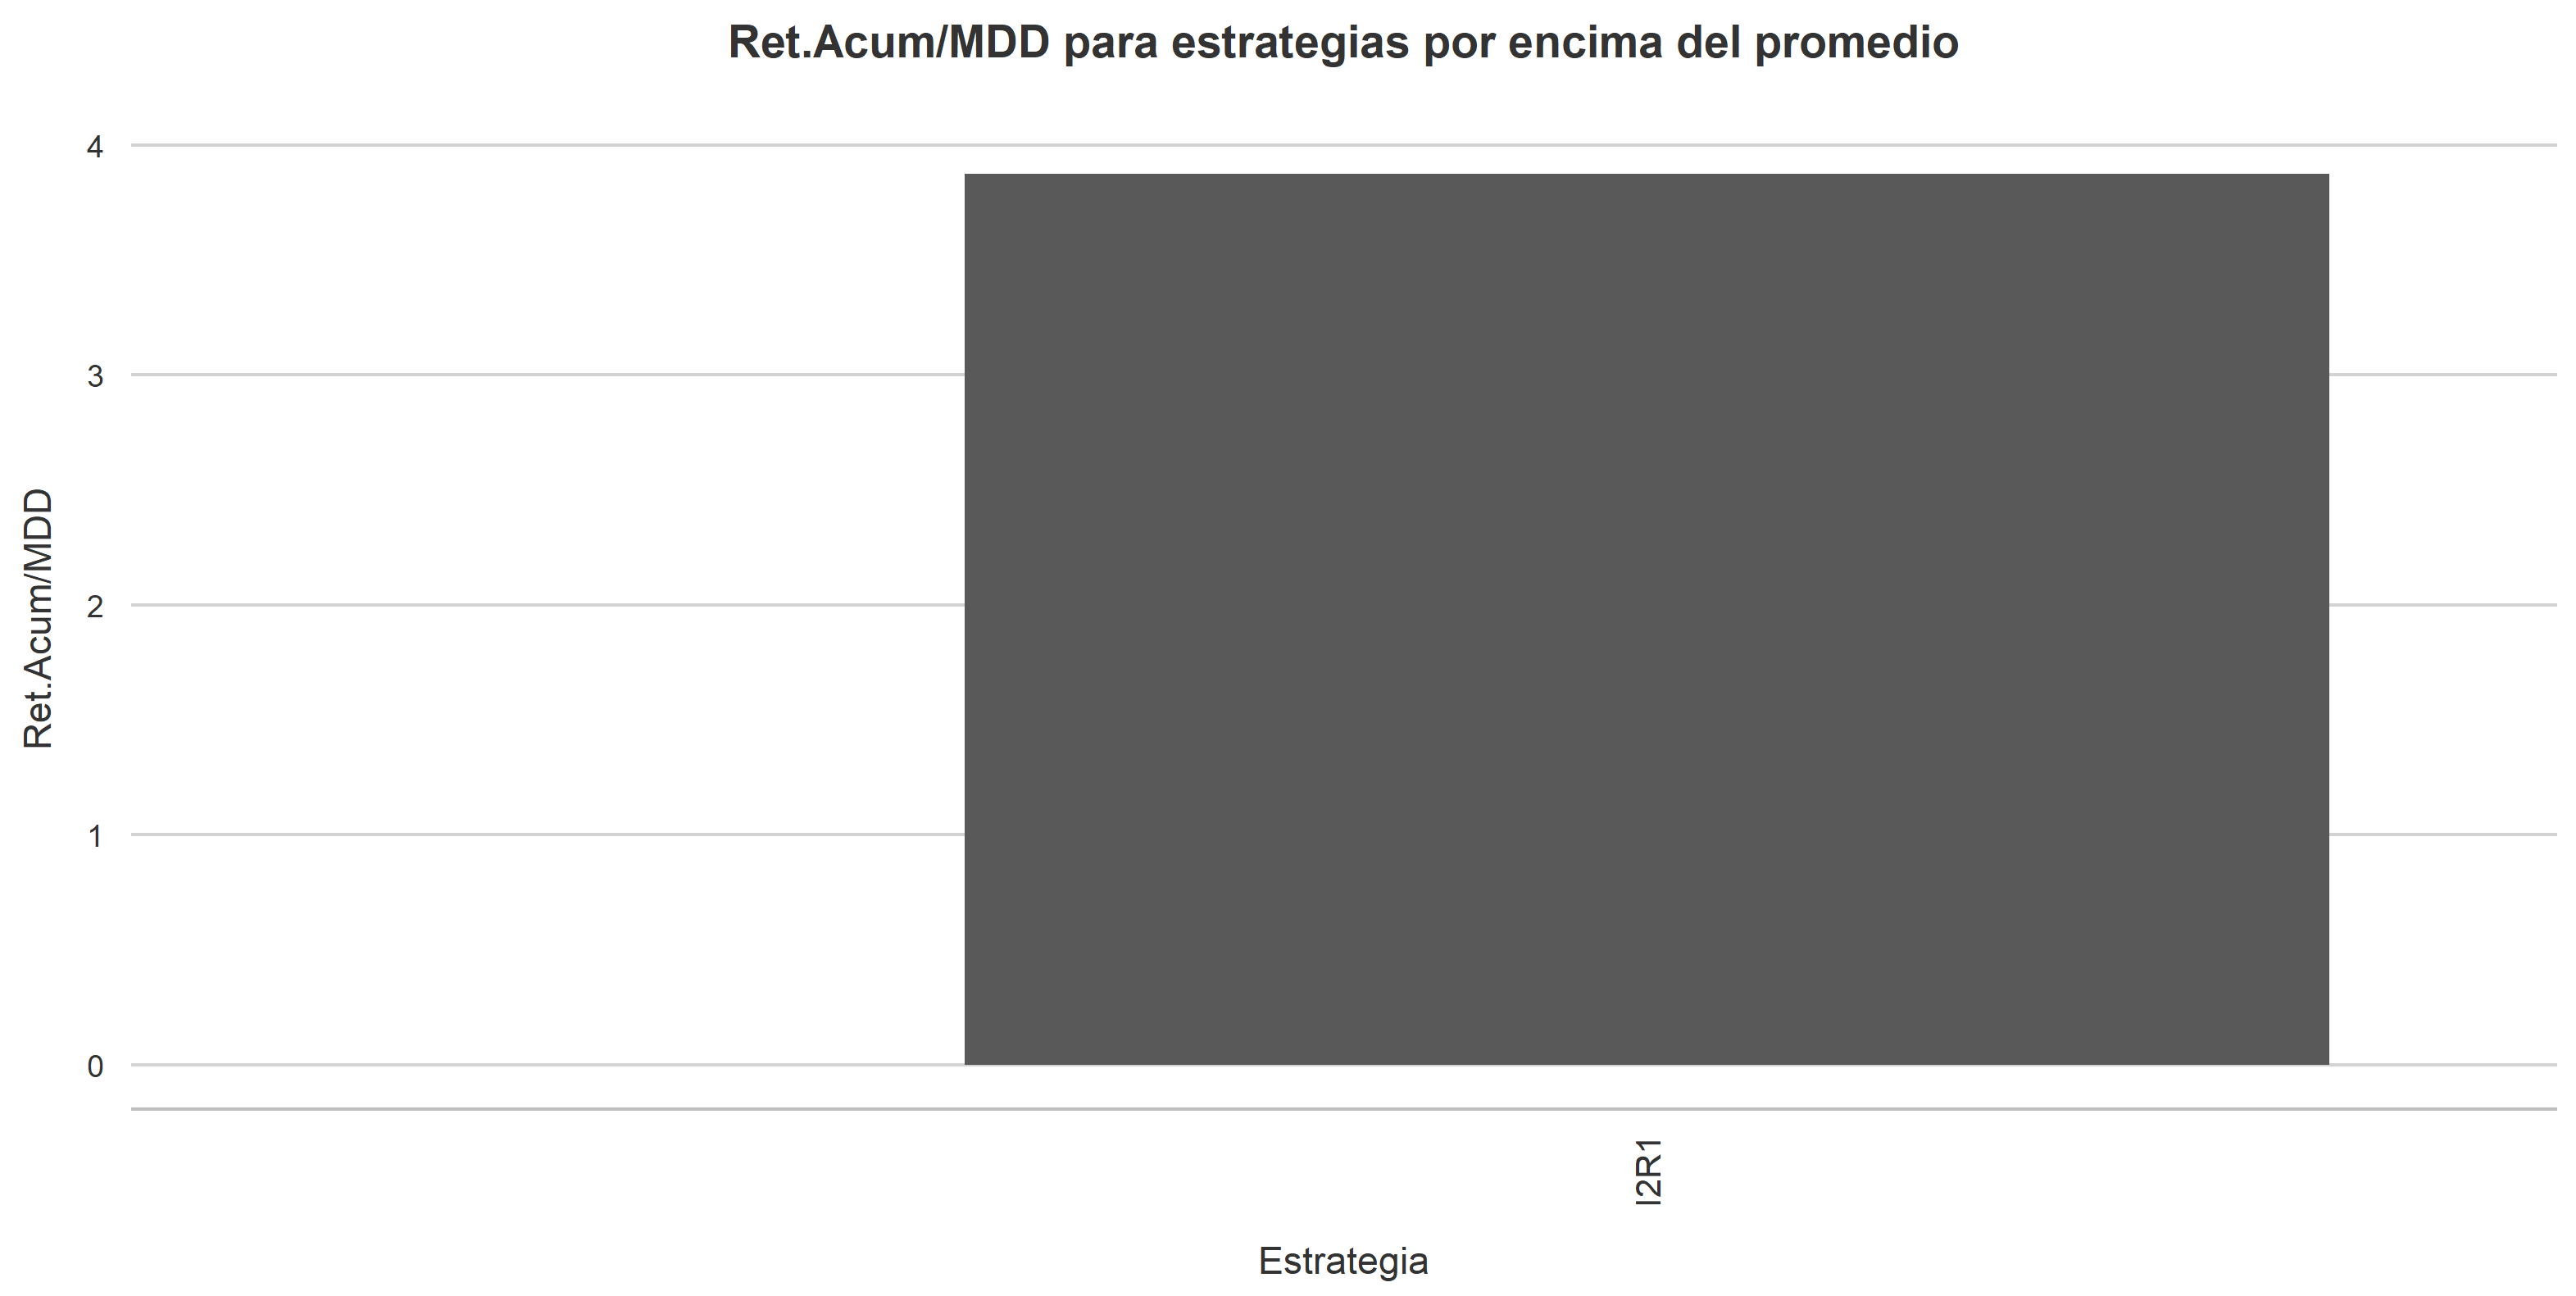 Ret.Acum/MDD para estrategias por encima del promedio
4
3
2
1
0
Ret.Acum/MDD
I2R1
Estrategia